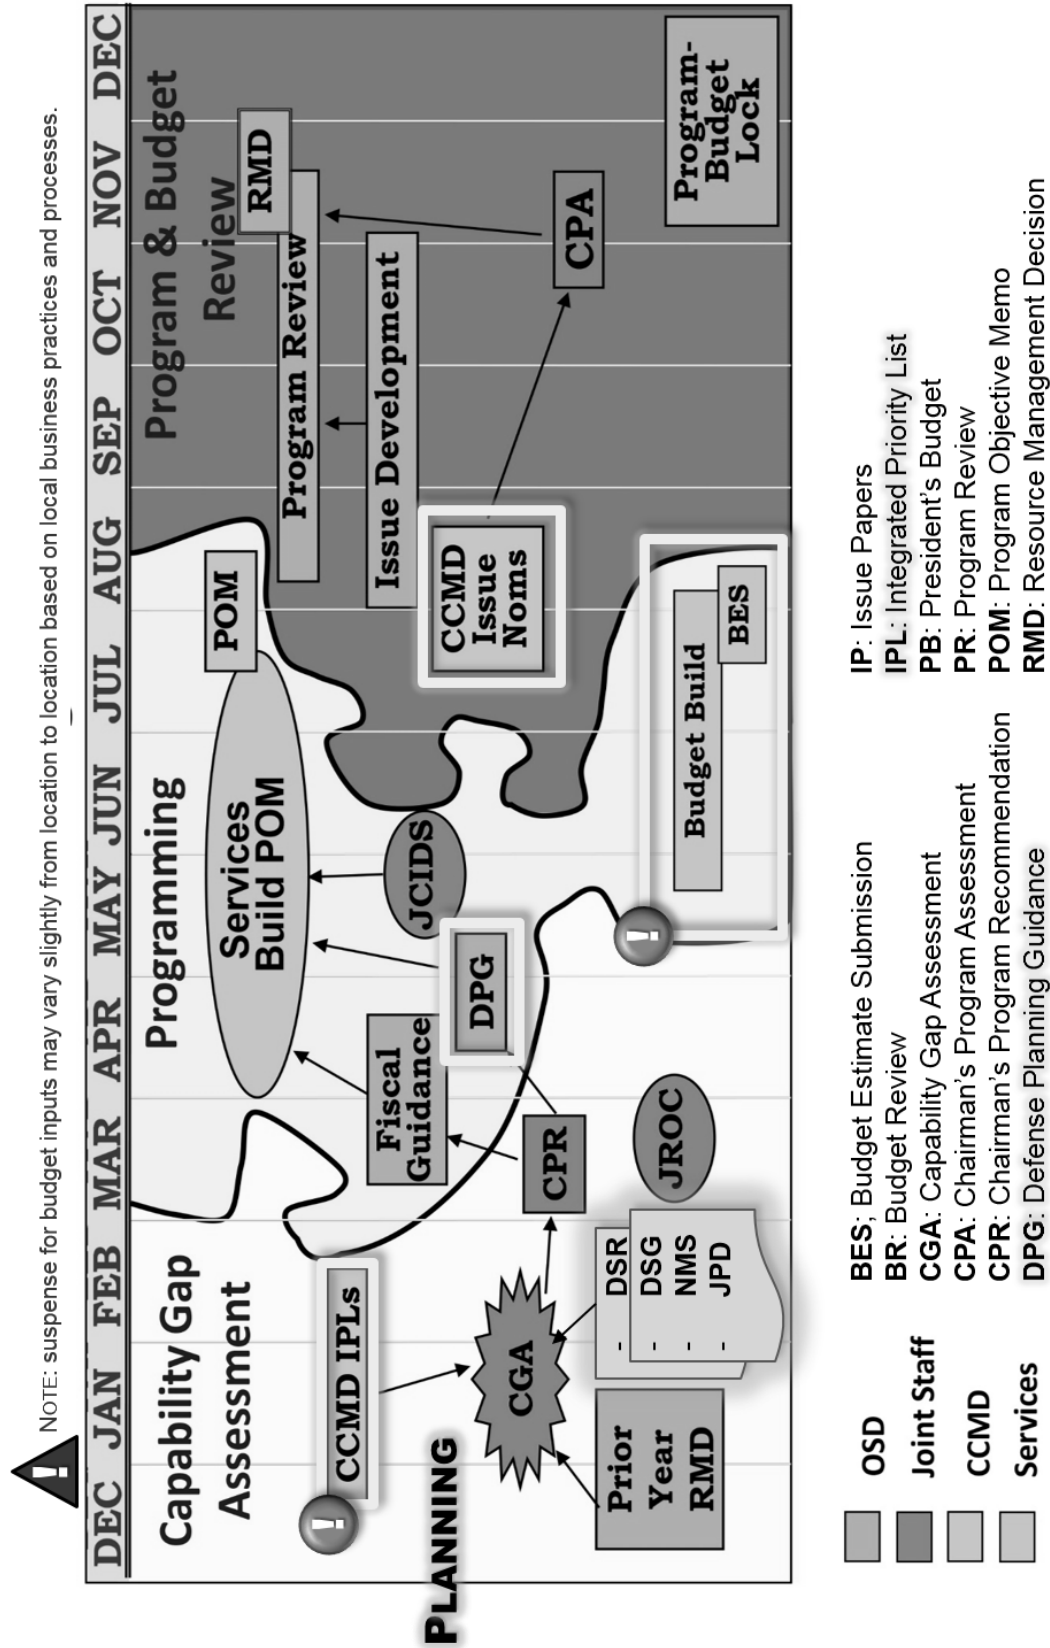 NOTE: suspense for budget inputs may vary slightly from location to location based on local business practices and processes.
DEC JAN FEB MAR APR MAY JUN JUL AUG SEP OCT NOV DEC
Capability Gap
Assessment
Programming
Program & Budget
Review
PLANNING
CCMD IPLs
CGA
Prior
Year
RMD
- DSR
- DSG
- NMS
- JPD
JROC
CPR
Fiscal
Guidance
DPG
JCIDS
Services
Build POM
POM
Budget Build
BES
CCMD
Issue
Noms
Issue Development
Program Review
RMD
CPA
Program-
Budget
Lock
OSD
Joint Staff
CCMD
Services
BES; Budget Estimate Submission
BR: Budget Review
CGA: Capability Gap Assessment
CPA: Chairman's Program Assessment
CPR: Chairman's Program Recommendation
DPG: Defense Planning Guidance
IP: Issue Papers
IPL: Integrated Priority List
PB: President's Budget
PR: Program Review
POM: Program Objective Memo
RMD: Resource Management Decision